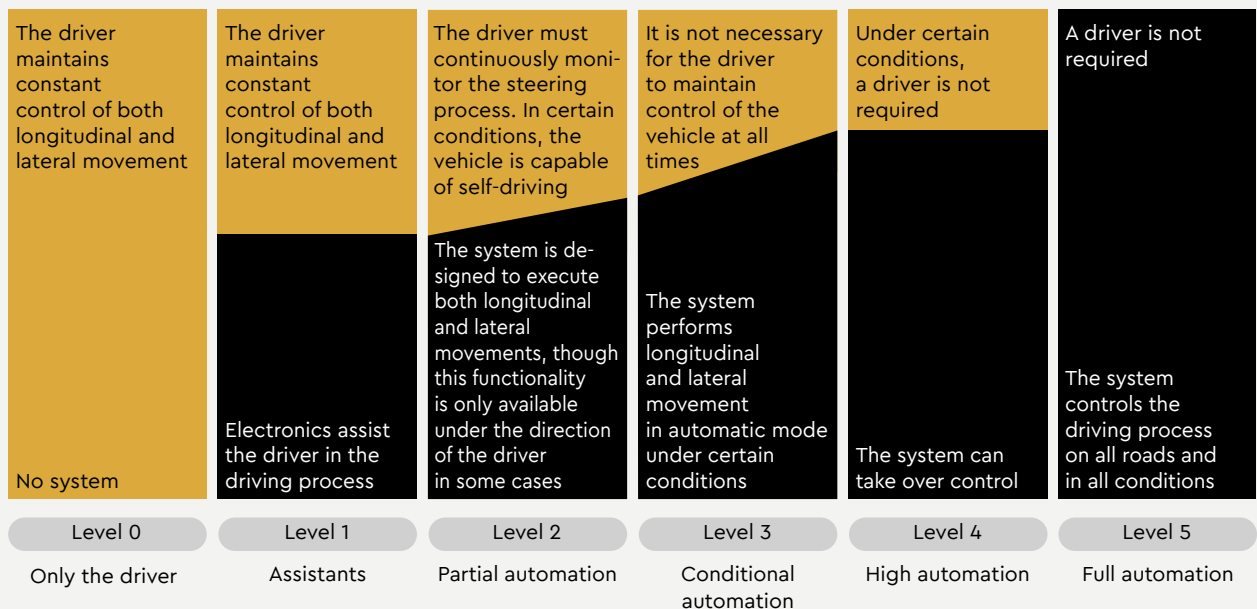 The driver
maintains
constant
control of both
longitudinal and
lateral movement
No system
Level 0
Only the driver
The driver
maintains
constant
control of both
longitudinal and
lateral movement
Electronics assist
the driver in the
driving process
Level 1
Assistants
The driver must
continuously moni-
tor the steering
process. In certain
conditions, the
vehicle is capable
of self-driving
The system is de-
signed to execute
both longitudinal
and lateral
movements, though
this functionality
is only available
under the direction
of the driver
in some cases
Level 2
Partial automation
It is not necessary
for the driver
to maintain
control of the
vehicle at all
times
The system
performs
longitudinal
and lateral
movement
in automatic mode
under certain
conditions
Level 3
Conditional
automation
Under certain
conditions,
a driver is not
required
The system can
take over control
Level 4
High automation
A driver is not
required
The system
controls the
driving process
on all roads and
in all conditions
Level 5
Full automation